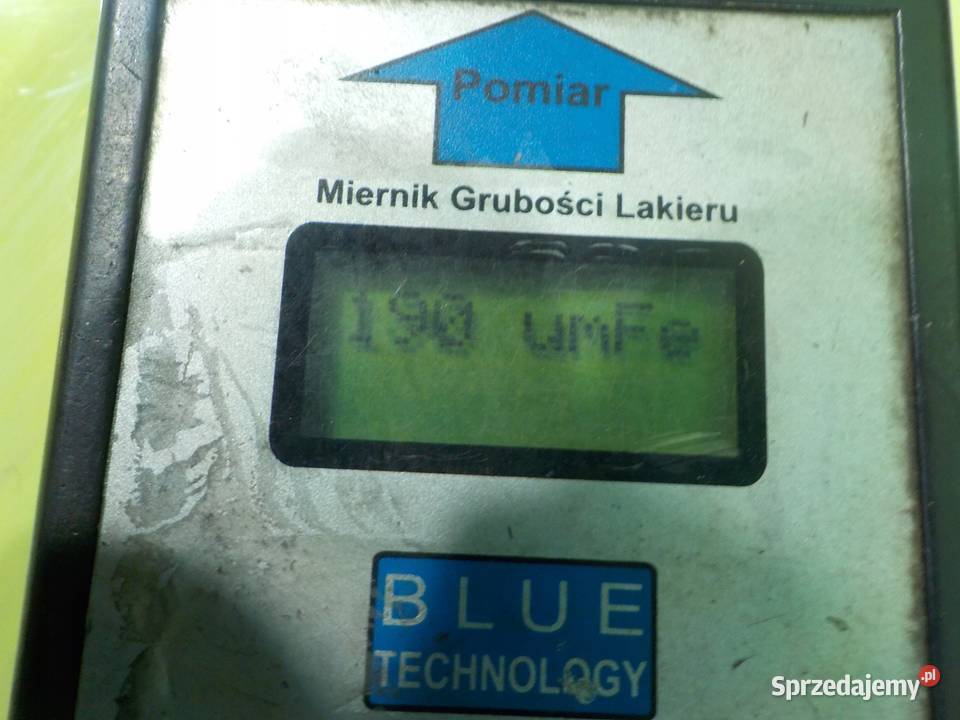 Pomiar
Miernik Grubości Lakieru
190 umFe
BLUE
TECHNOLOGY
Sprzedajemy.pl